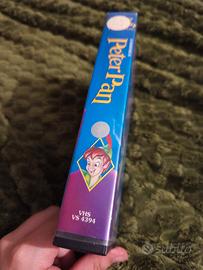 Peter Pan
VHS
VS 4394
subito